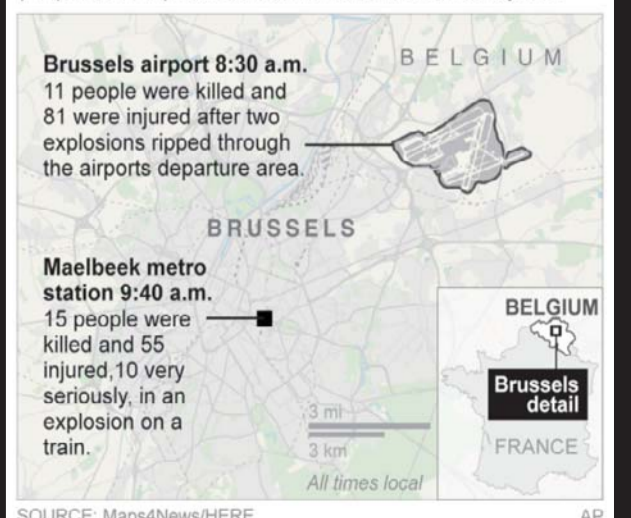 Brussels airport 8:30 a.m.
11 people were killed and
81 were injured after two
explosions ripped through
the airports departure area.
BELGIUM
BRUSSELS
Maelbeek metro
station 9:40 a.m.
15 people were
killed and 55
injured,10 very
seriously, in an
explosion on a
train.
3 mi
3 km
All times local
BELGIUM
Brussels
detail
FRANCE
SOURCE: Maps4News/HERE
AP